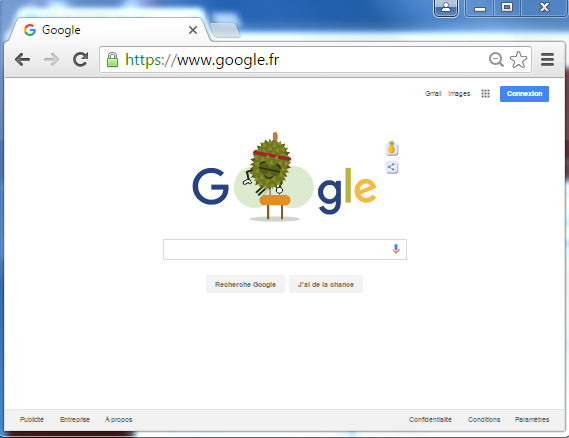 Google
https://www.google.fr
Gmail Images
Connexion
G gle
Recherche Google
J'ai de la chance
Publicité Entreprise À propos
Confidentialité Conditions Paramètres